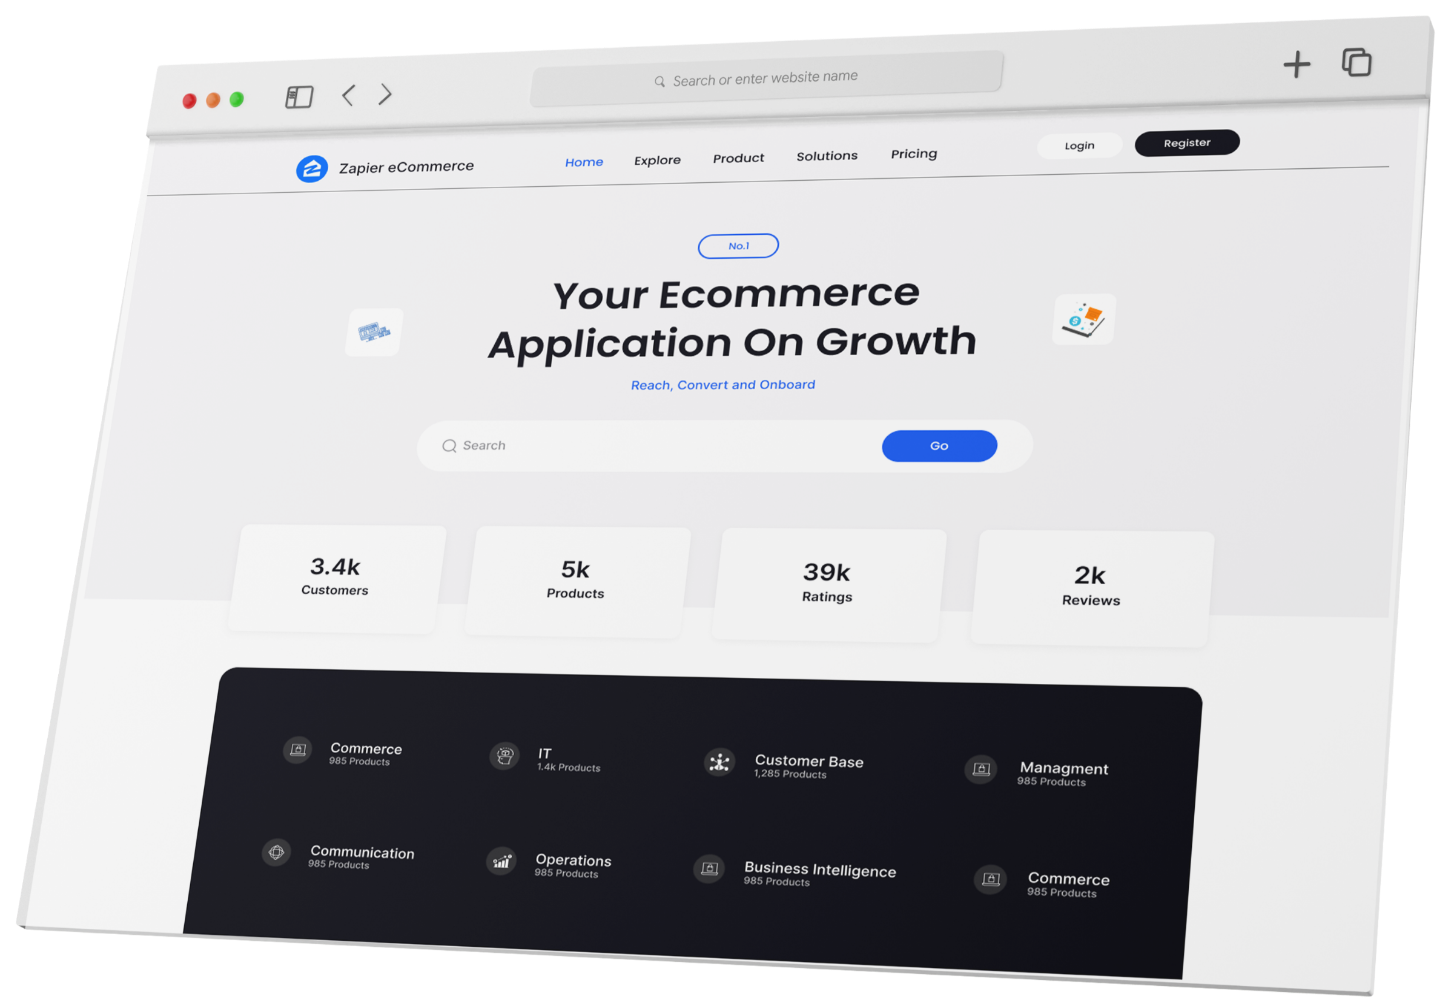 Search or enter website name
Zapier eCommerce
Home
Explore
Product
Solutions
Pricing
Login
Register
No.1
Your Ecommerce
Application On Growth
Reach, Convert and Onboard
Search
Go
3.4k
Customers
5k
Products
39k
Ratings
2k
Reviews
Commerce
985 Products
IT
1.4k Products
Customer Base
1,285 Products
Managment
985 Products
Communication
985 Products
Operations
985 Products
Business Intelligence
985 Products
Commerce
985 Products